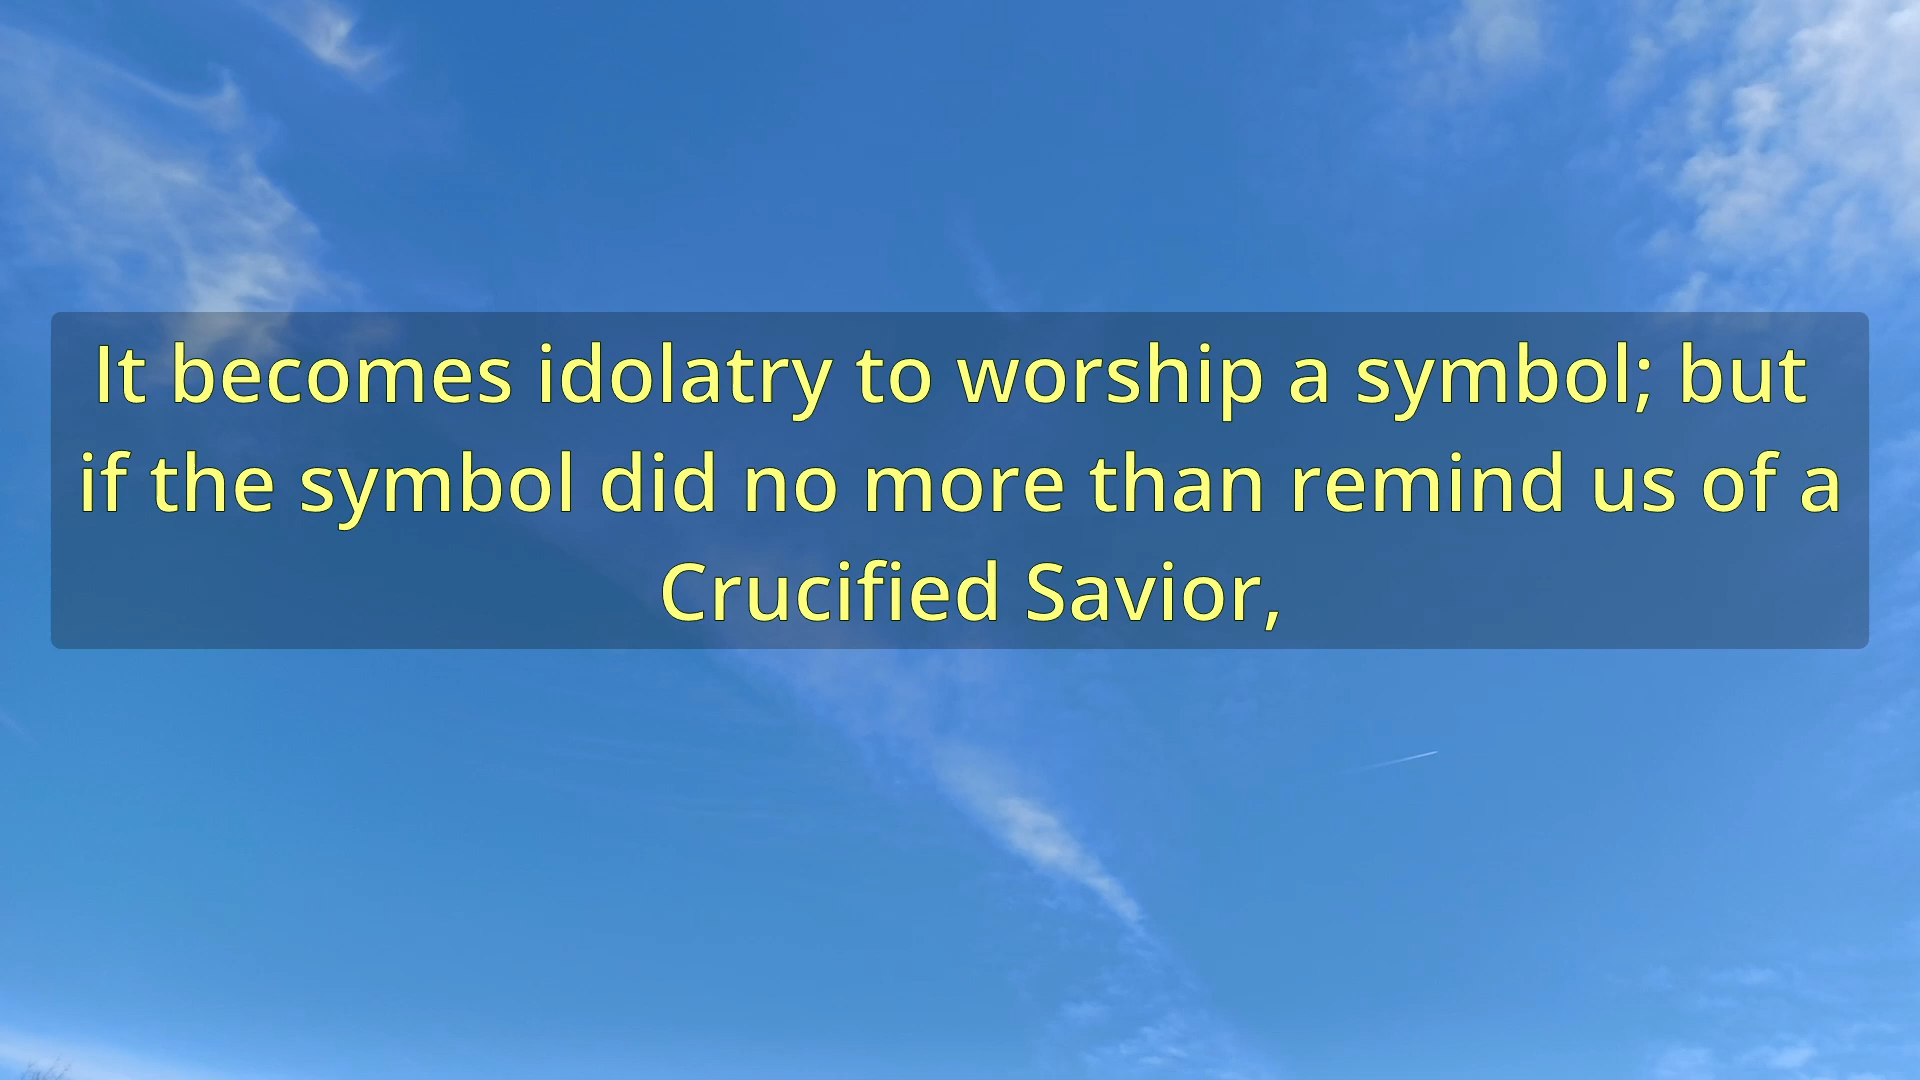 It becomes idolatry to worship a symbol; but
if the symbol did no more than remind us of a
Crucified Savior,